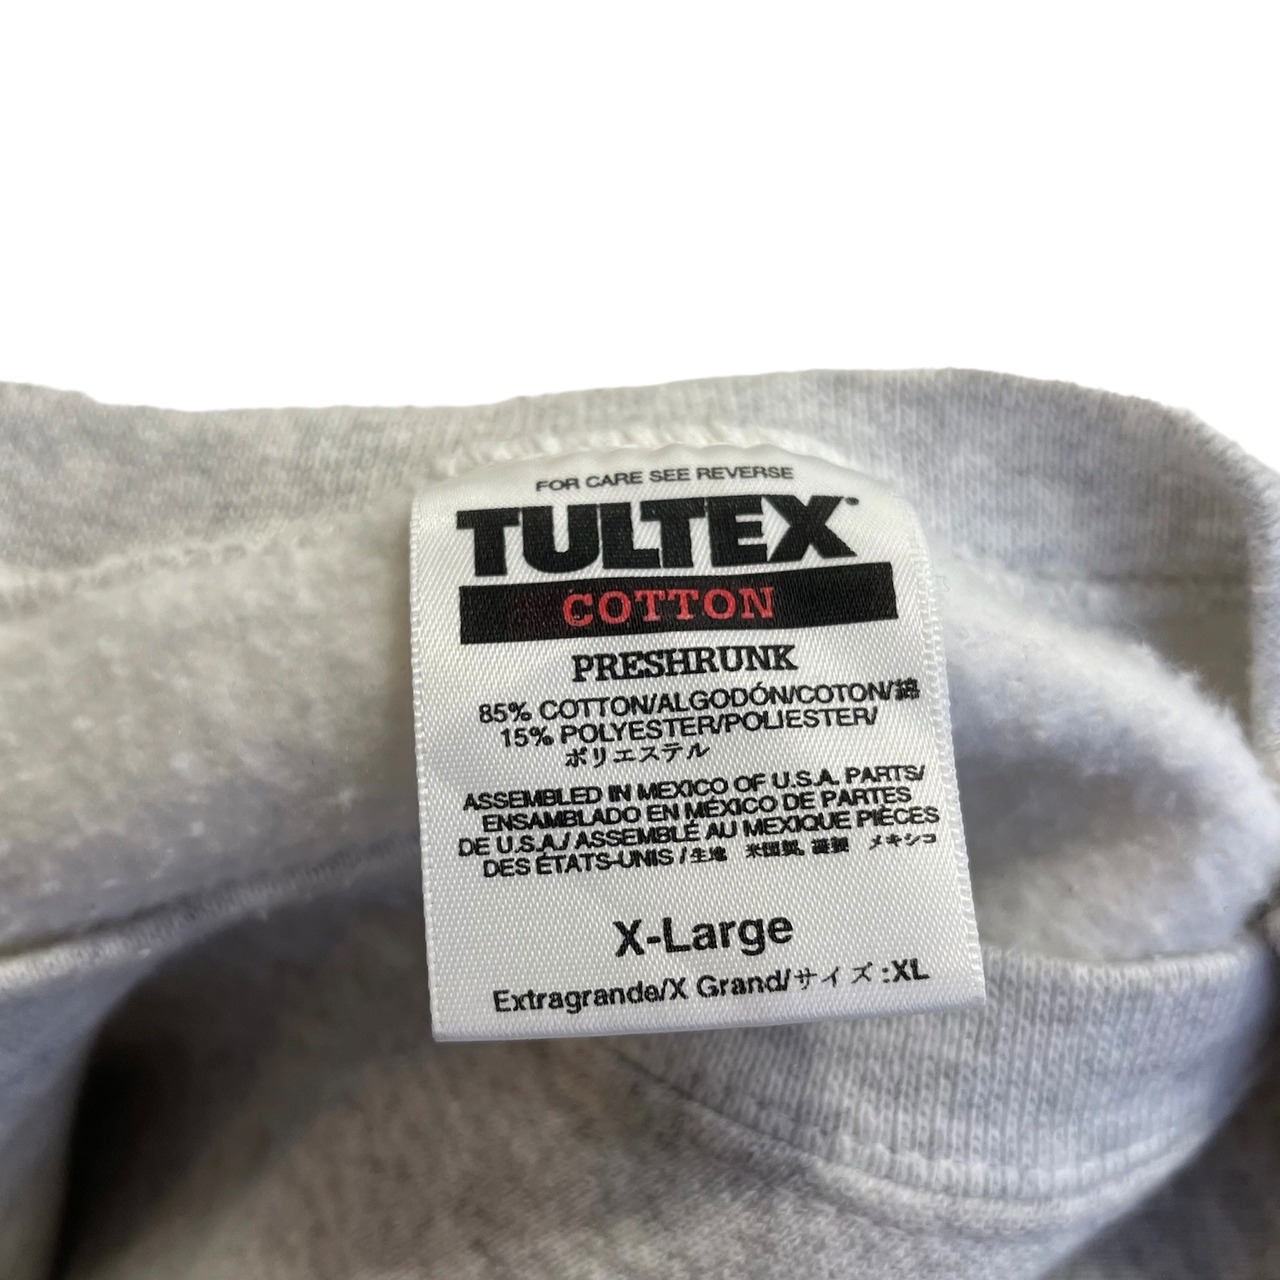 FOR CARE SEE REVERSE
TULTEX™
COTTON
PRESHRUNK
85% COTTON/ALGODÓN/COTON/綿
15% POLYESTER/POLIESTER/
ポリエステル
ASSEMBLED IN MEXICO OF U.S.A. PARTS/
ENSAMBLADO EN MÉXICO DE PARTES
DE U.S.A./ ASSEMBLÉ AU MEXIQUE PIÈCES
DES ÉTATS-UNIS /生地 米国製, 縫製 メキシコ
X-Large
Extragrande/X Grand/サイズ:XL